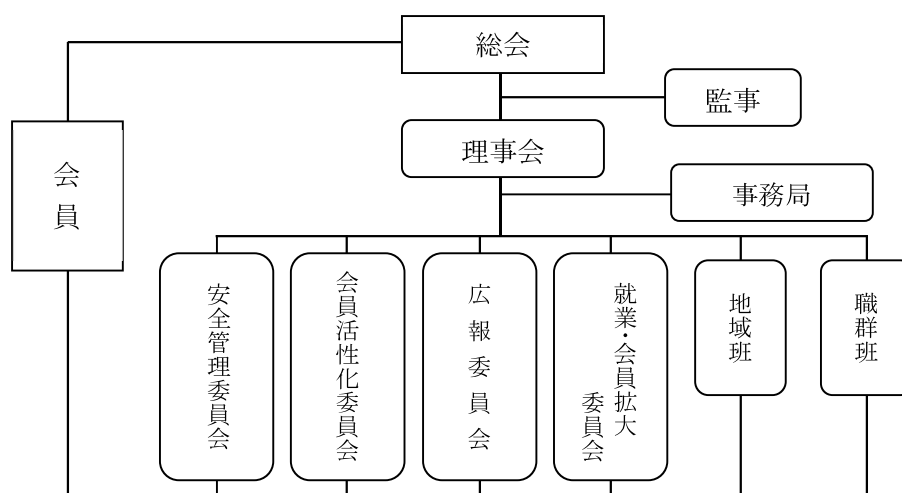 総会
監事
理事会
会員
事務局
安全管理委員会
会員活性化委員会
広報委員会
就業・会員拡大
委員会
地域班
職群班